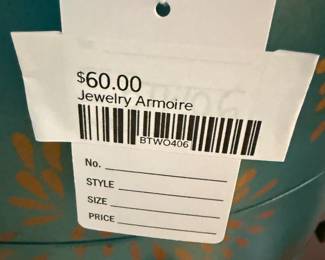 $60.00
Jewelry Armoire
BTWO406
No.
STYLE
SIZE
PRICE